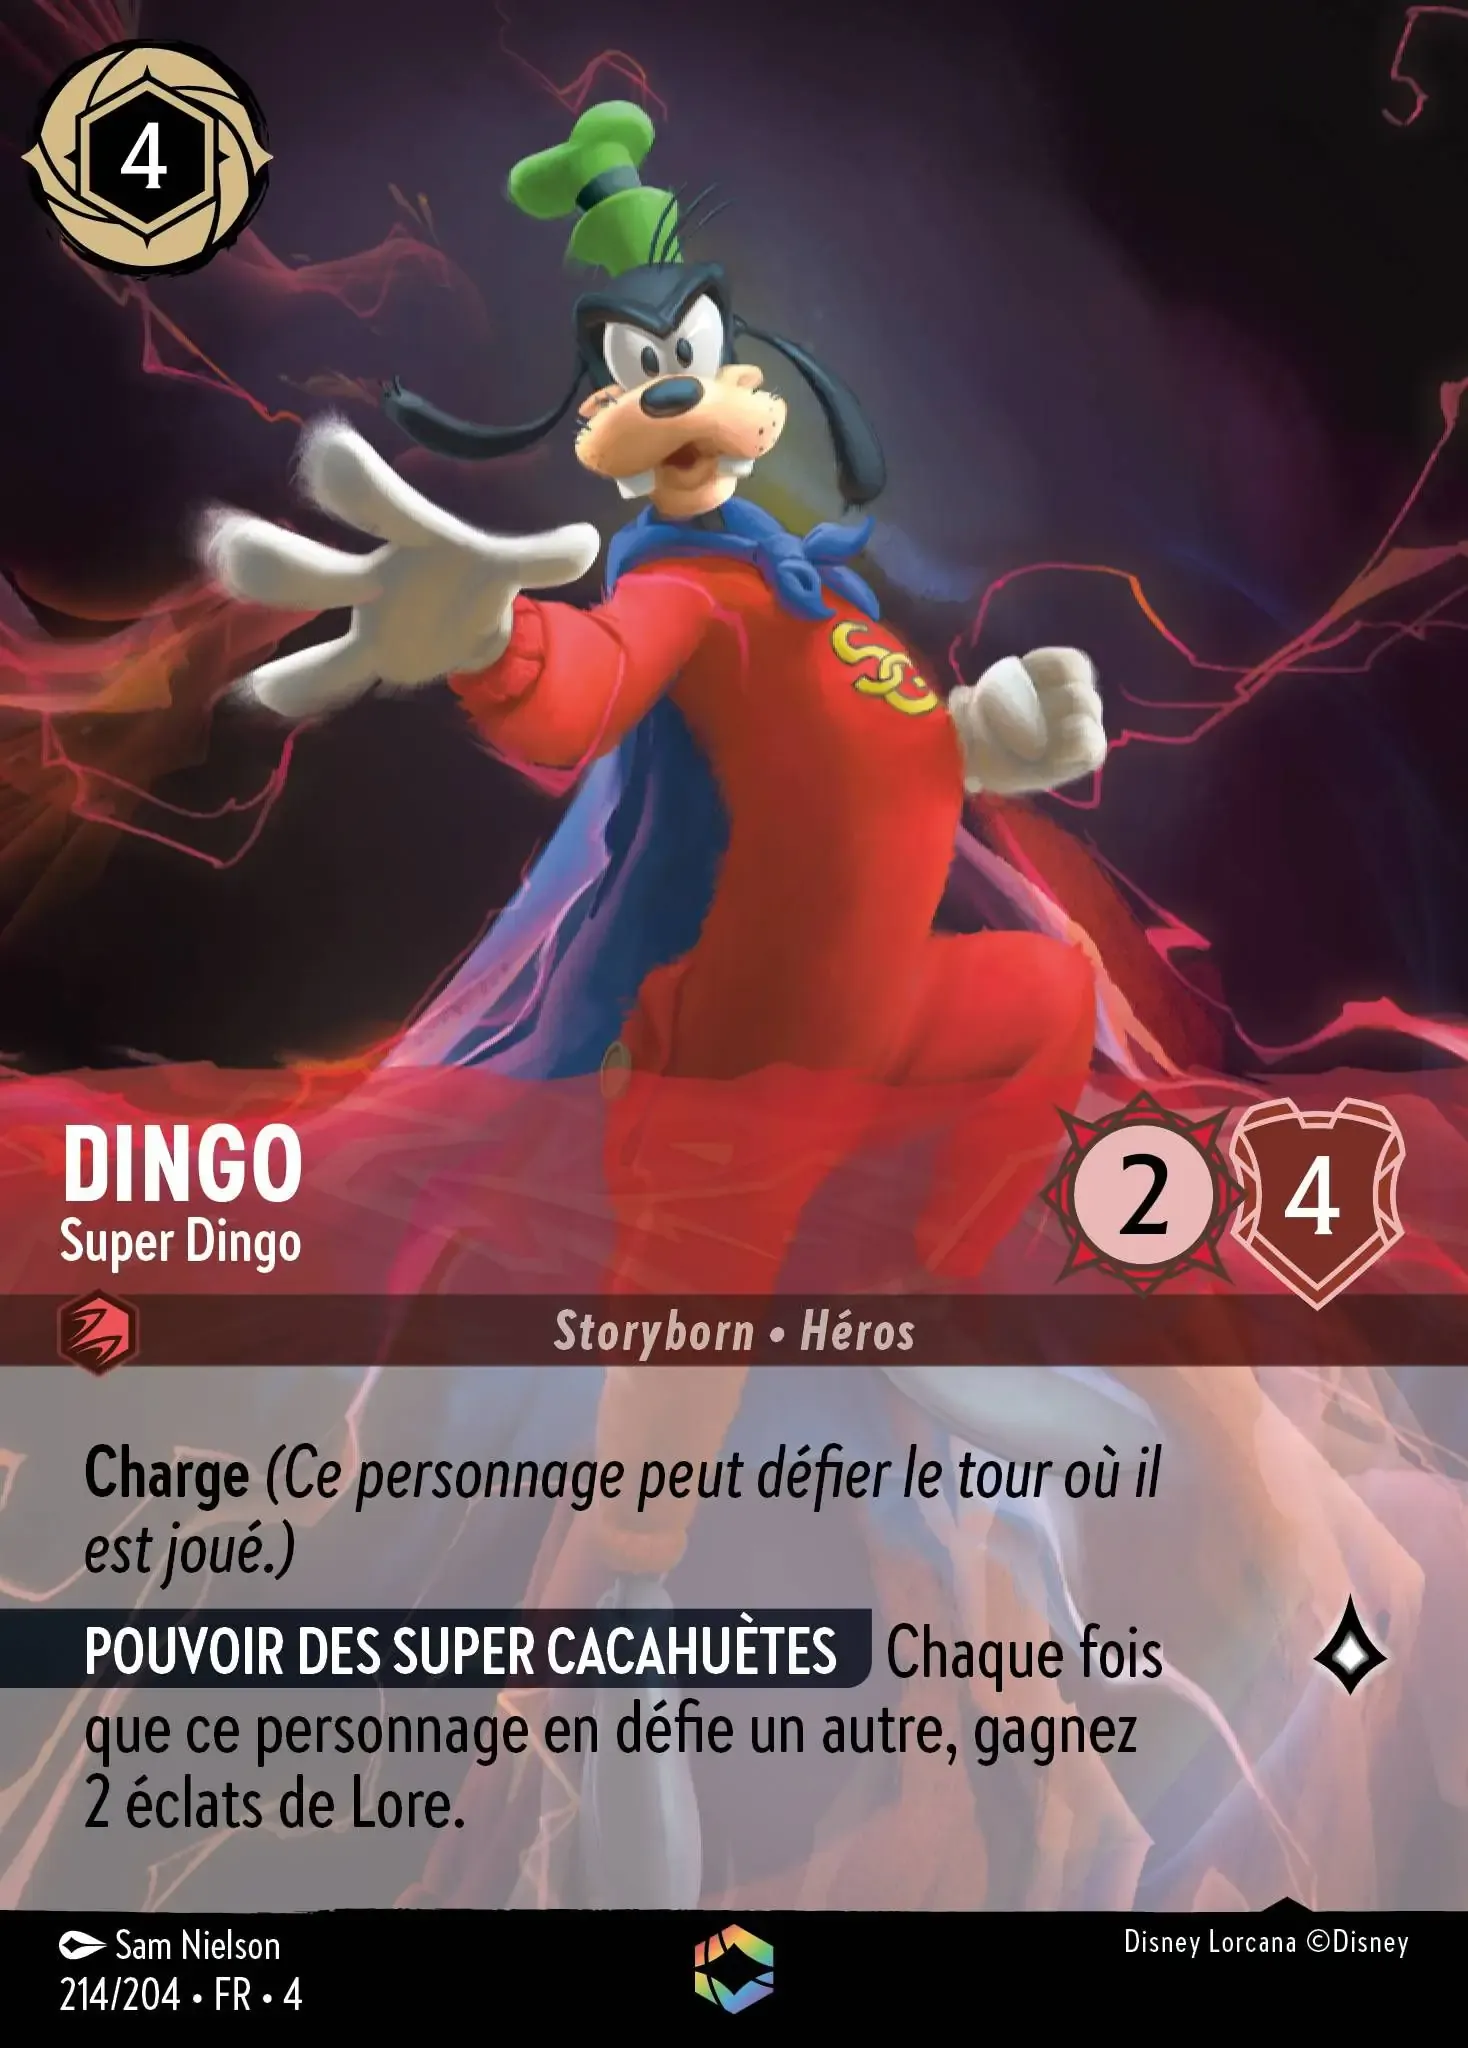 4
DINGO
Super Dingo
2
4
Storyborn • Héros
Charge (Ce personnage peut défier le tour où il
est joué.)
POUVOIR DES SUPER CACAHUÈTES Chaque fois
que ce personnage en défie un autre, gagnez
2 éclats de Lore.
Sam Nielson
Disney Lorcana ©Disney
214/204 • FR • 4
SG